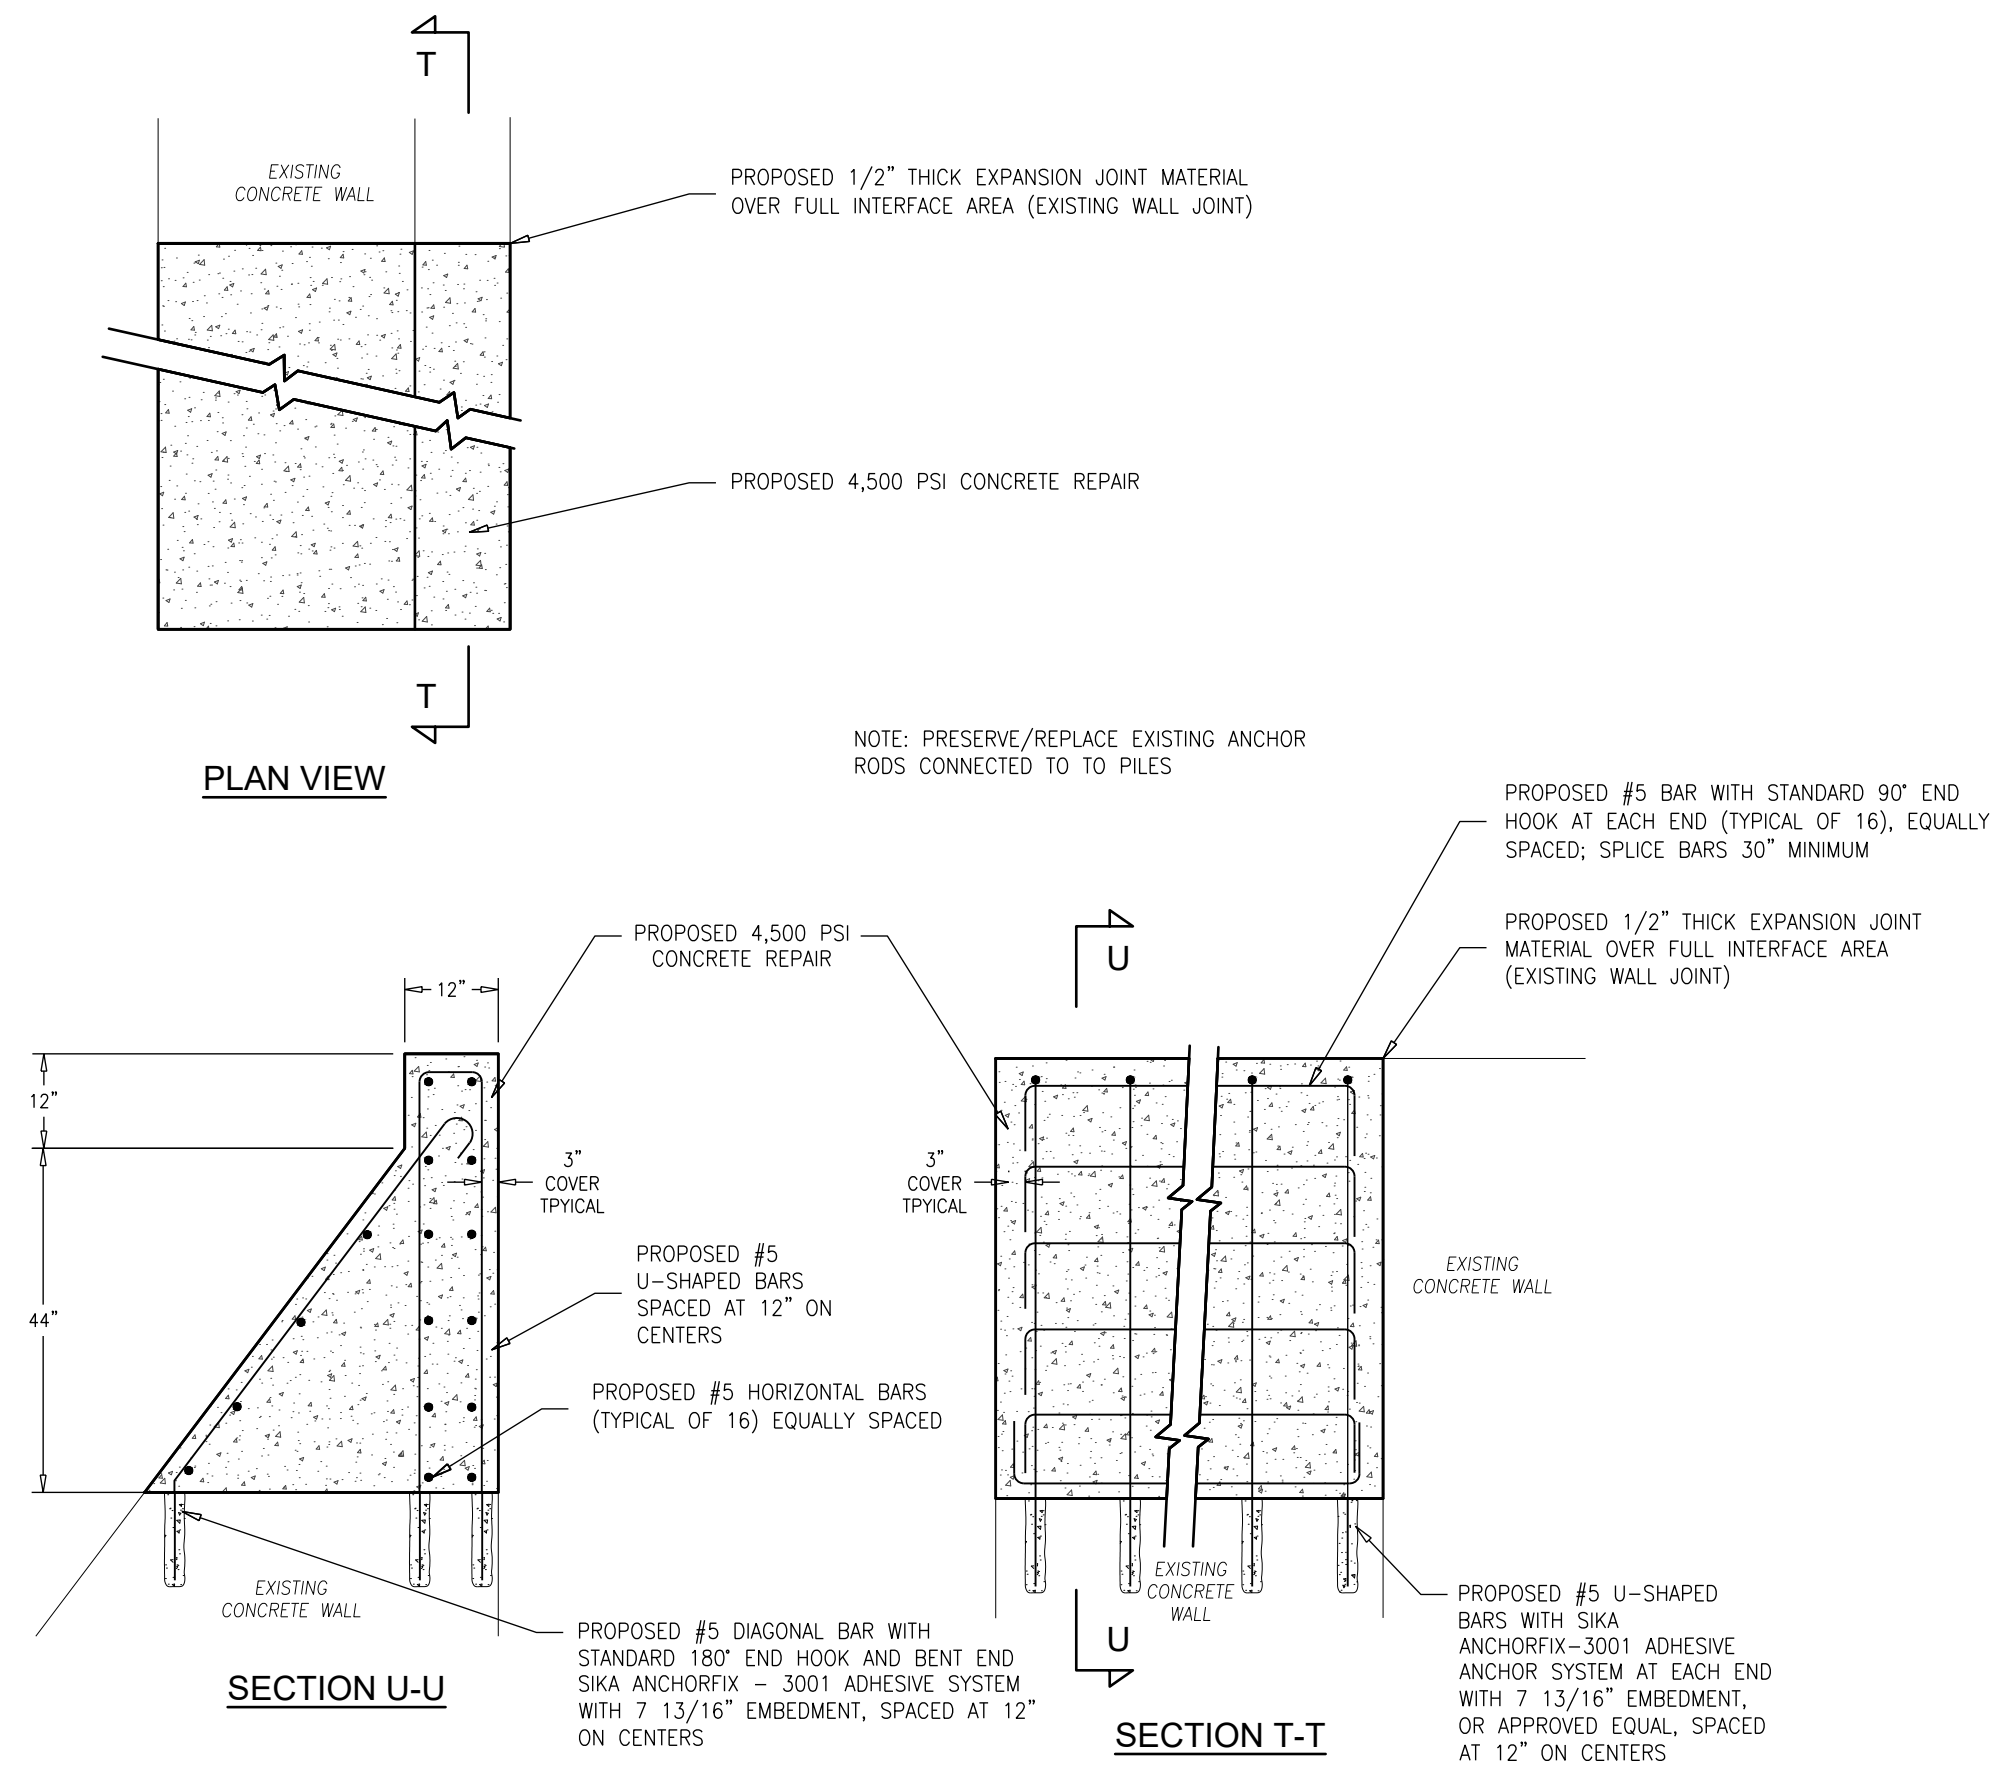 T
EXISTING
CONCRETE WALL
PROPOSED 1/2" THICK EXPANSION JOINT MATERIAL
OVER FULL INTERFACE AREA (EXISTING WALL JOINT)
PROPOSED 4,500 PSI CONCRETE REPAIR
T
PLAN VIEW
NOTE: PRESERVE/REPLACE EXISTING ANCHOR
RODS CONNECTED TO TO PILES
PROPOSED #5 BAR WITH STANDARD 90° END
HOOK AT EACH END (TYPICAL OF 16), EQUALLY
SPACED; SPLICE BARS 30" MINIMUM
PROPOSED 1/2" THICK EXPANSION JOINT
MATERIAL OVER FULL INTERFACE AREA
(EXISTING WALL JOINT)
PROPOSED 4,500 PSI
CONCRETE REPAIR
U
12"
12"
44"
3"
COVER
TPYICAL
3"
COVER
TPYICAL
PROPOSED #5
U-SHAPED BARS
SPACED AT 12" ON
CENTERS
PROPOSED #5 HORIZONTAL BARS
(TYPICAL OF 16) EQUALLY SPACED
EXISTING
CONCRETE WALL
EXISTING
CONCRETE WALL
PROPOSED #5 DIAGONAL BAR WITH
STANDARD 180° END HOOK AND BENT END
SIKA ANCHORFIX - 3001 ADHESIVE SYSTEM
WITH 7 13/16" EMBEDMENT, SPACED AT 12"
ON CENTERS
SECTION U-U
EXISTING
CONCRETE
WALL
U
SECTION T-T
PROPOSED #5 U-SHAPED
BARS WITH SIKA
ANCHORFIX-3001 ADHESIVE
ANCHOR SYSTEM AT EACH END
WITH 7 13/16" EMBEDMENT,
OR APPROVED EQUAL, SPACED
AT 12" ON CENTERS